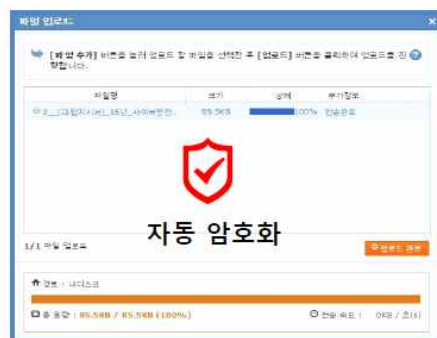 파일 업로드
[파일 추가] 버튼을 눌러 업로드 할 파일을 선택한 후 [업로드] 버튼을 클릭하여 업로드를 진
행합니다.
파일명 크기 상태 부가정보
85.5KB 100% 전송완료
자동 암호화
1/1 파일 업로드
업로드 완료
경로 : 내디스크
총 용량 : 85.5KB / 85.5KB (100%) 전송 속도 : 0KB / 초(s)